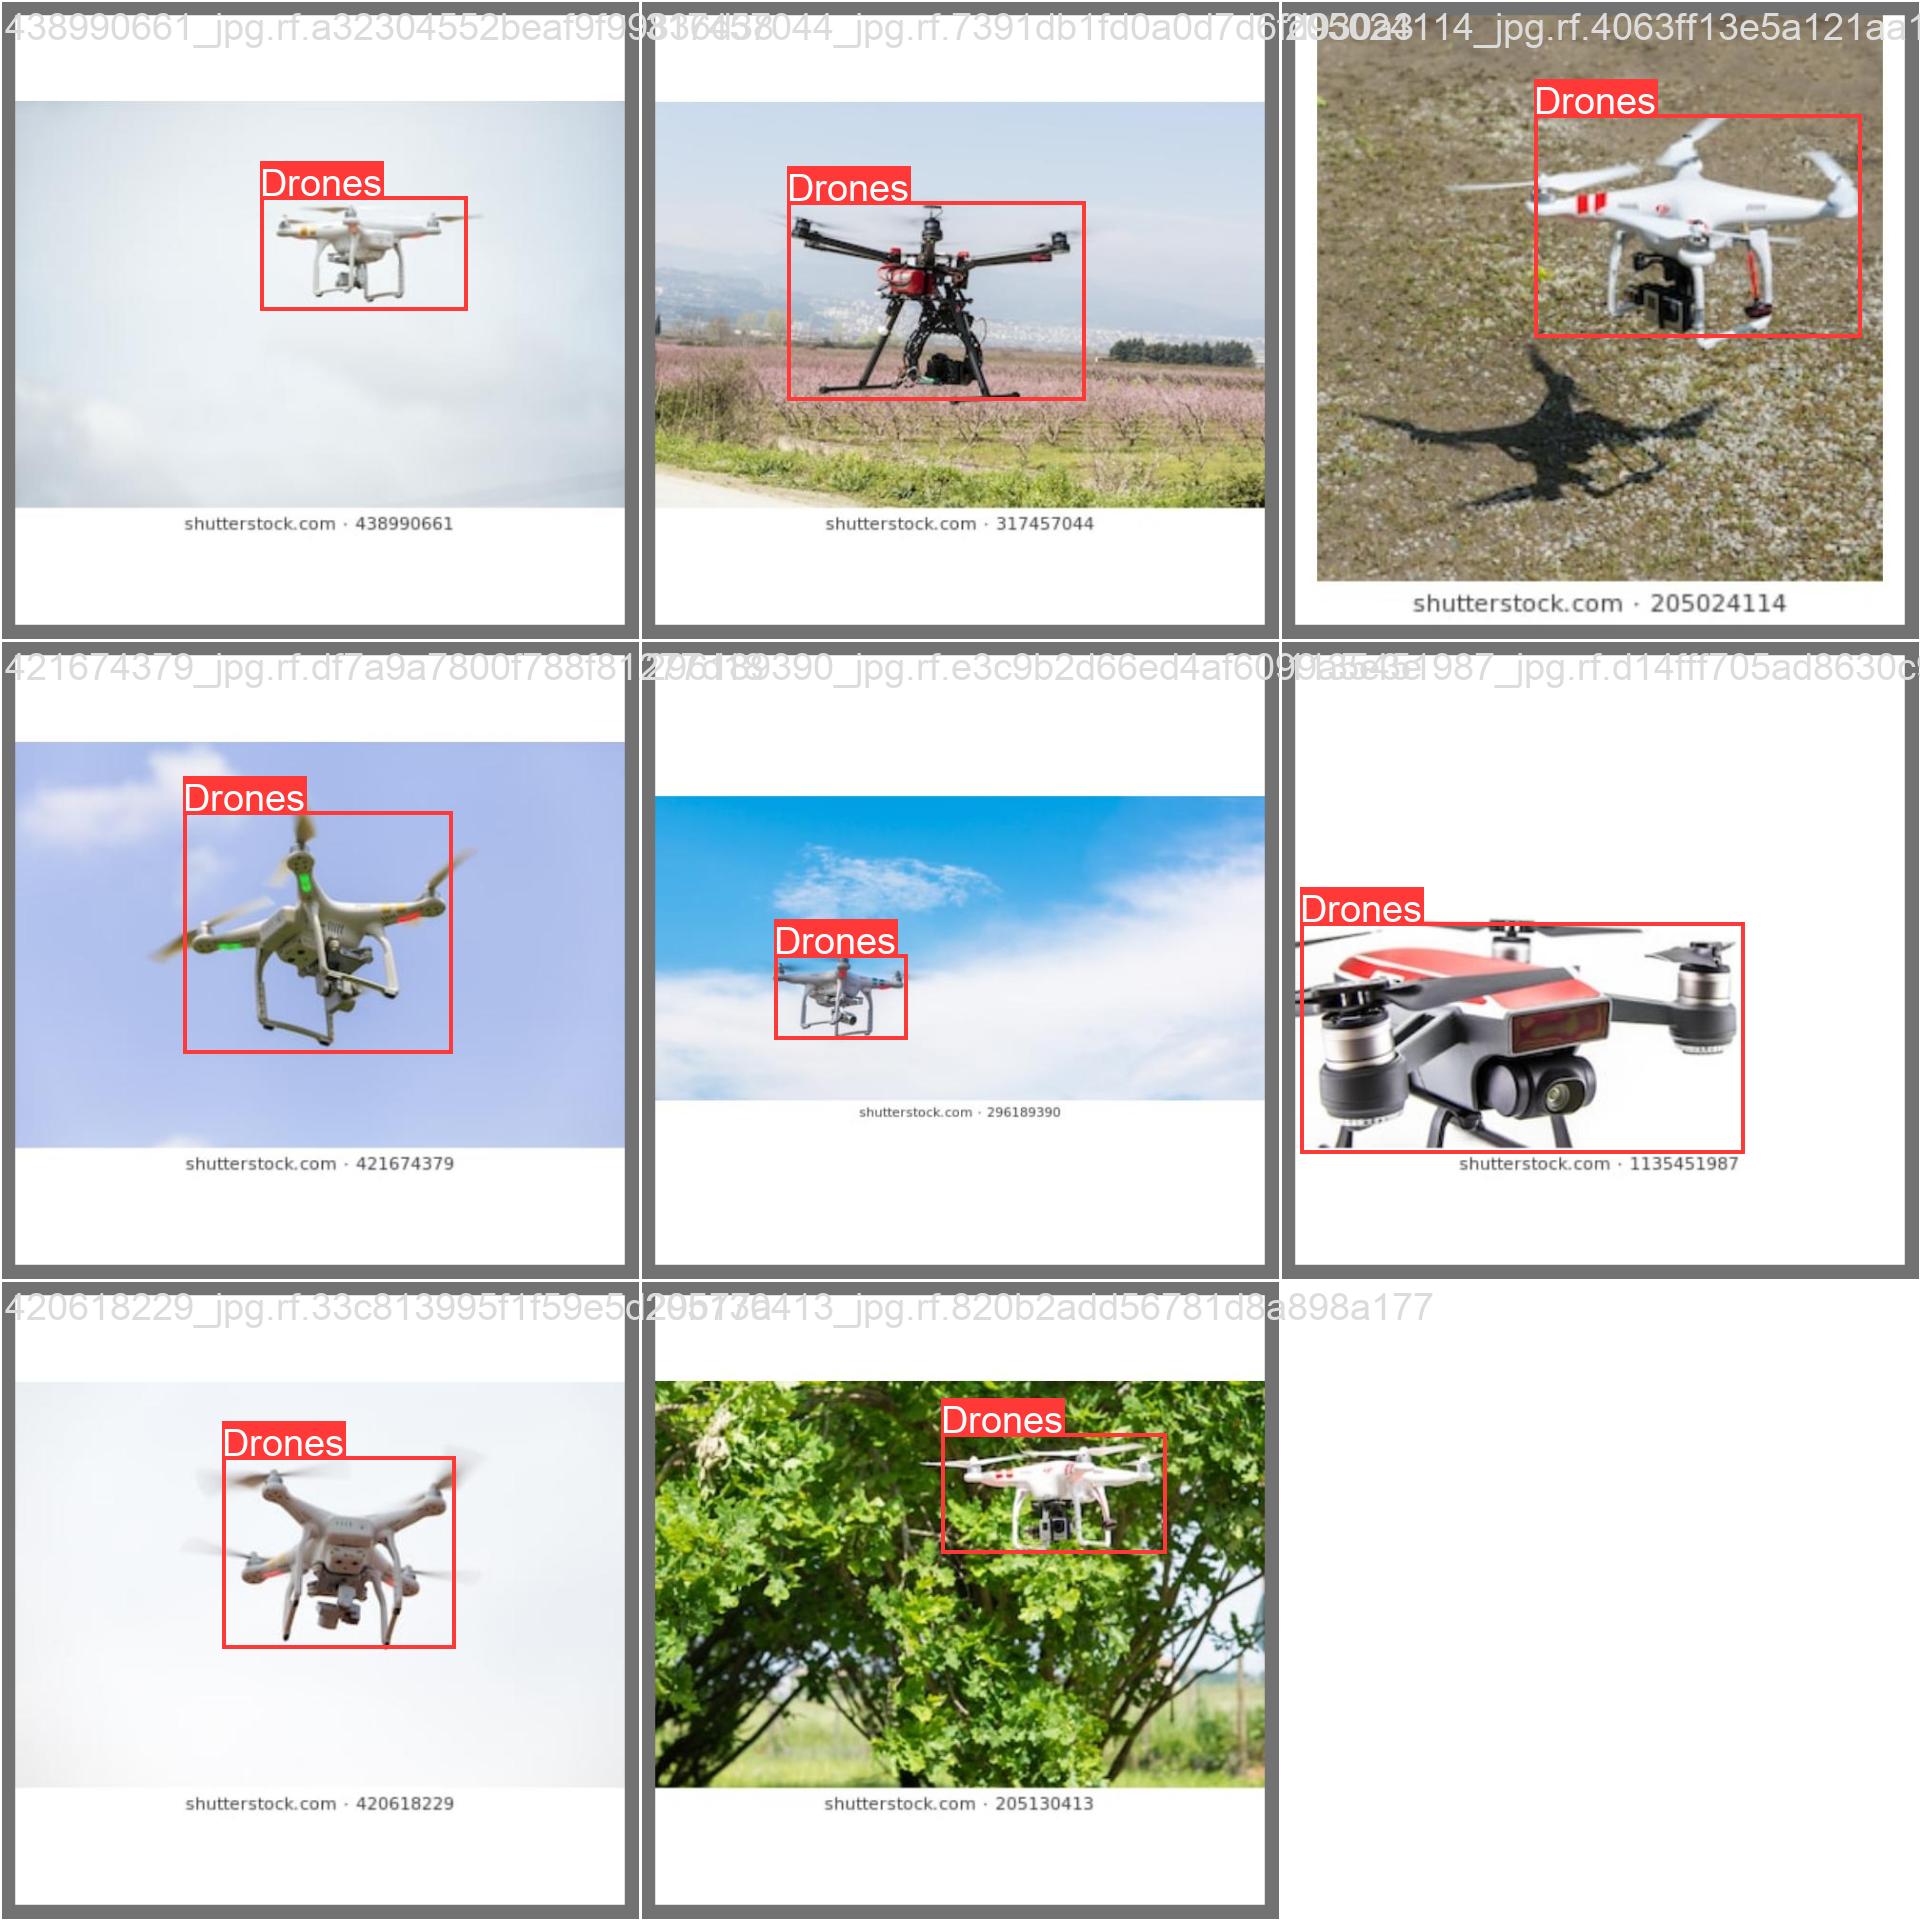 438990661_jpg.rf.a32304552beaf9f99
317457044_jpg.rf.7391db1fd0a0d7d6f
205024114_jpg.rf.4063ff13e5a121aa1
Drones
Drones
Drones
shutterstock.com · 438990661
shutterstock.com · 317457044
shutterstock.com · 205024114
421674379_jpg.rf.df7a9a7800f788f81
296189390_jpg.rf.e3c9b2d66ed4af609
1135451987_jpg.rf.d14fff705ad8630c
Drones
Drones
Drones
shutterstock.com · 421674379
shutterstock.com · 296189390
shutterstock.com · 1135451987
420618229_jpg.rf.33c813995f1f59e5d
205130413_jpg.rf.820b2add56781d8a898a177
Drones
Drones
shutterstock.com · 420618229
shutterstock.com · 205130413